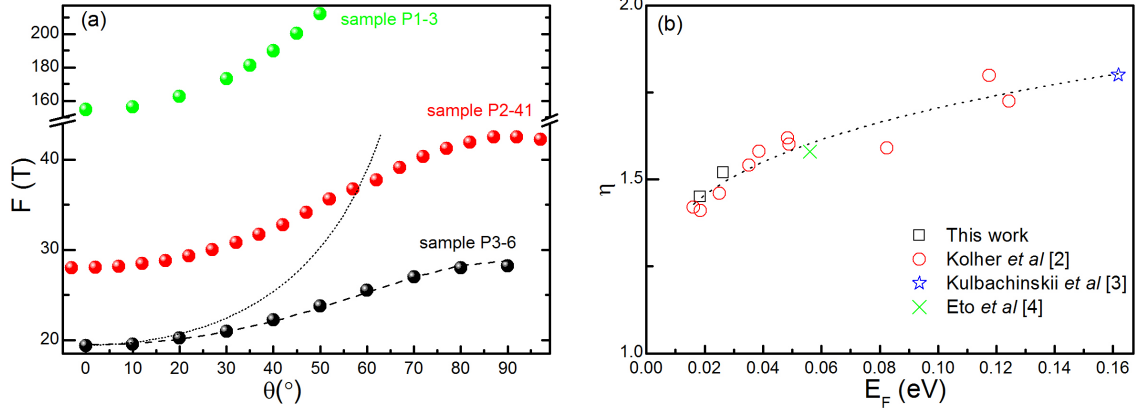 (a)
sample P1-3
sample P2-41
sample P3-6
F (T)
200
180
160
40
30
20
0 10 20 30 40 50 60 70 80 90
θ(°)
(b)
η
2.0
1.5
1.0
This work
Kolher et al [2]
Kulbachinskii et al [3]
Eto et al [4]
0.00 0.02 0.04 0.06 0.08 0.10 0.12 0.14 0.16
E_F (eV)